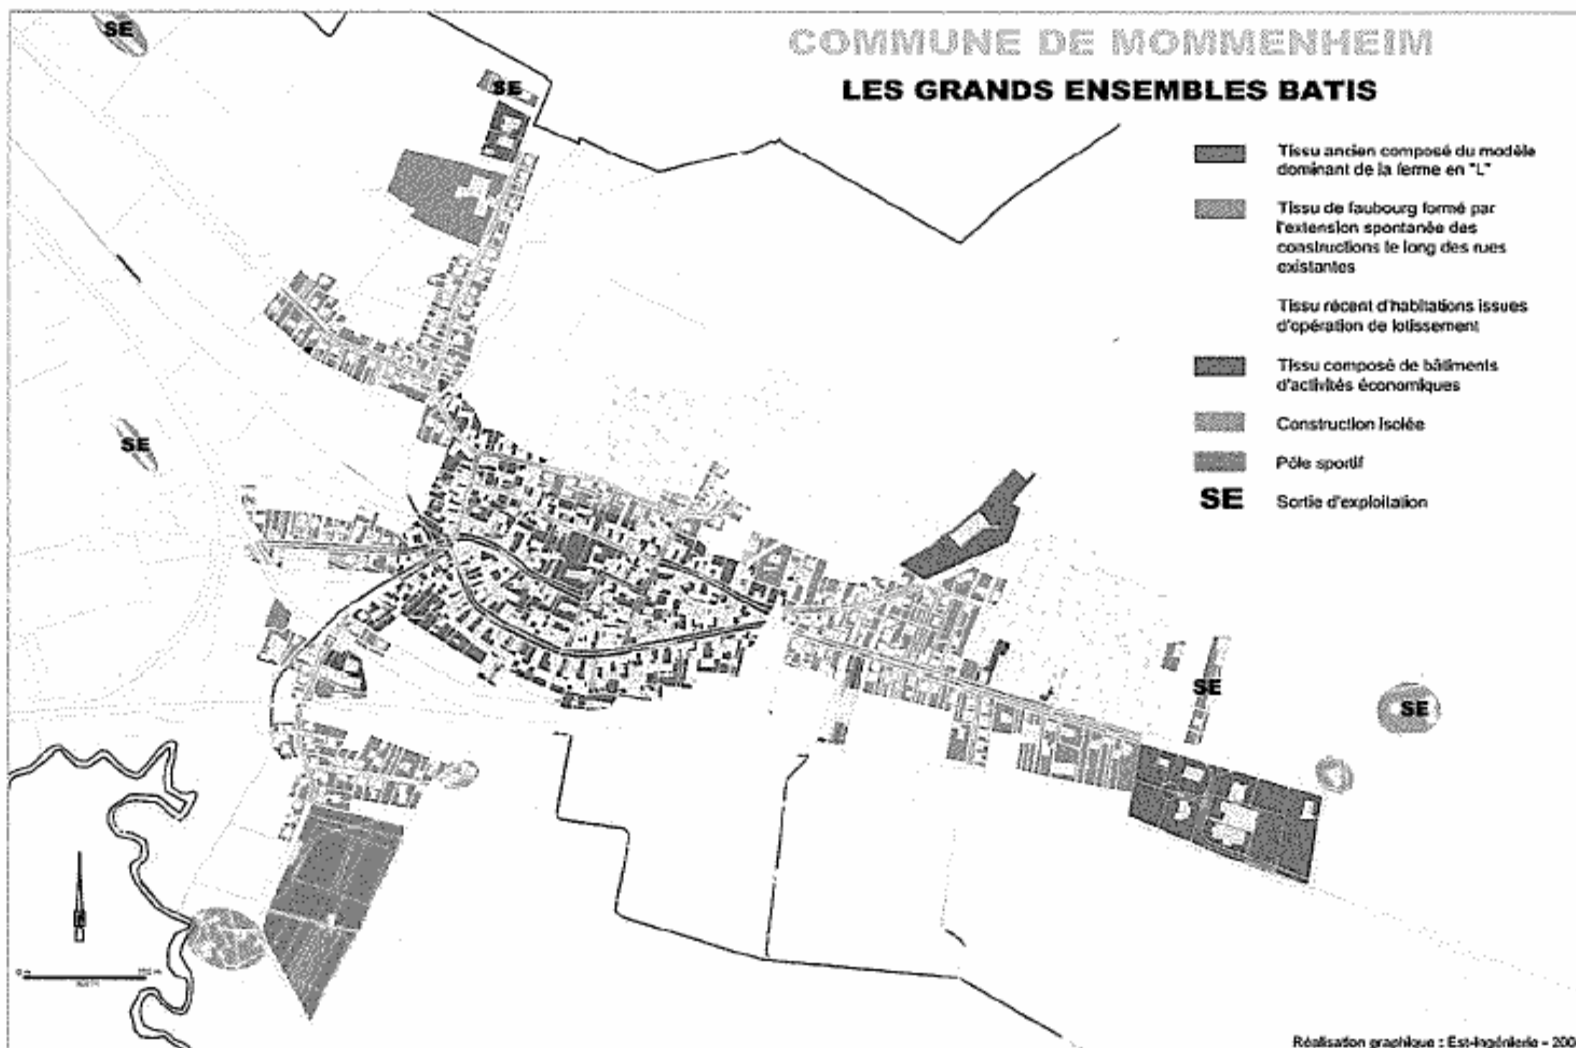 COMMUNE DE MOMMENHEIM
LES GRANDS ENSEMBLES BATIS
SE
SE
SE
SE
SE
Tissu ancien composé du modèle
dominant de la ferme en "L"
Tissu de faubourg formé par
l'extension spontanée des
constructions le long des rues
existantes
Tissu récent d'habitations issues
d'opération de lotissement
Tissu composé de bâtiments
d'activités économiques
Construction isolée
Pôle sportif
SE Sortie d'exploitation
Réalisation graphique : Est-Ingénierie - 200